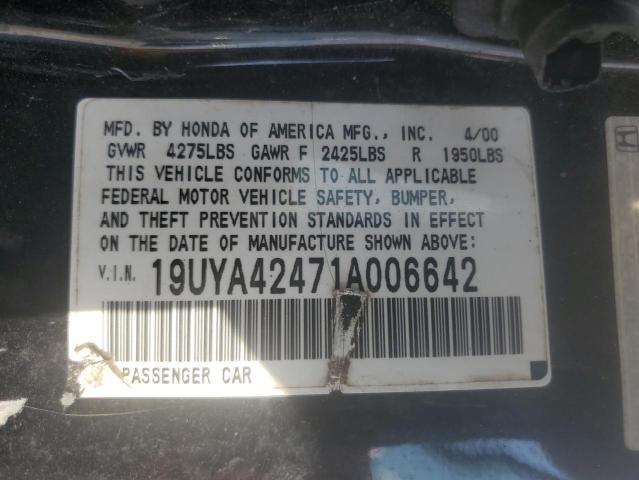 MFD. BY HONDA OF AMERICA MFG., INC. 4/00
GVWR 4275LBS GAWR F 2425LBS R 1950LBS
THIS VEHICLE CONFORMS TO ALL APPLICABLE
FEDERAL MOTOR VEHICLE SAFETY, BUMPER,
AND THEFT PREVENTION STANDARDS IN EFFECT
ON THE DATE OF MANUFACTURE SHOWN ABOVE:
V.I.N. 19UYA42471A006642
PASSENGER CAR